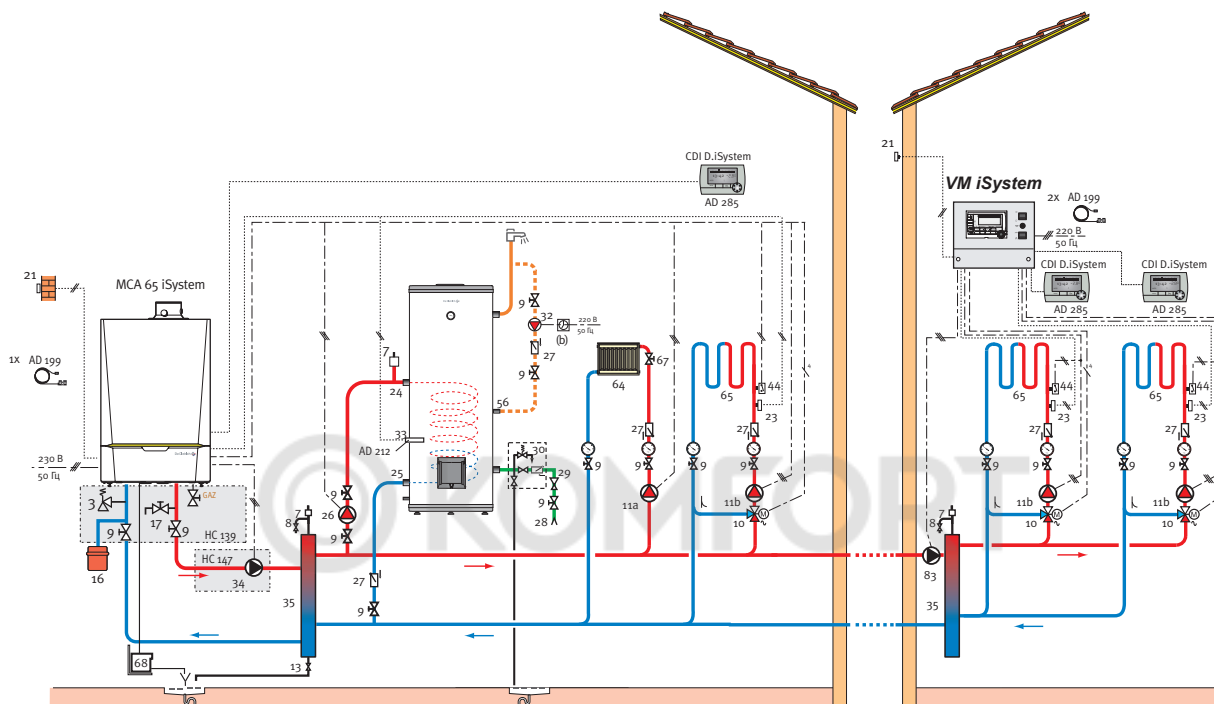 CDI D.iSystem
AD 285
21
VM iSystem
2x AD 199
220 В
50 Гц
CDI D.iSystem
AD 285
CDI D.iSystem
AD 285
21
MCA 65 iSystem
1x AD 199
230 В
50 Гц
9
32
(b)
220 В
50 Гц
27
9
7
24
56
33
AD 212
25
30
29
9
28
9
26
9
64
67
27
9
9
11a
65
44
23
27
9
9
11b
10
M
65
44
23
27
9
9
11b
10
M
65
44
23
27
9
9
11b
10
M
KOMFORT
3
GAZ
17
9
9
HC 139
16
HC 147
34
7
8
35
27
9
13
68
83
7
8
35